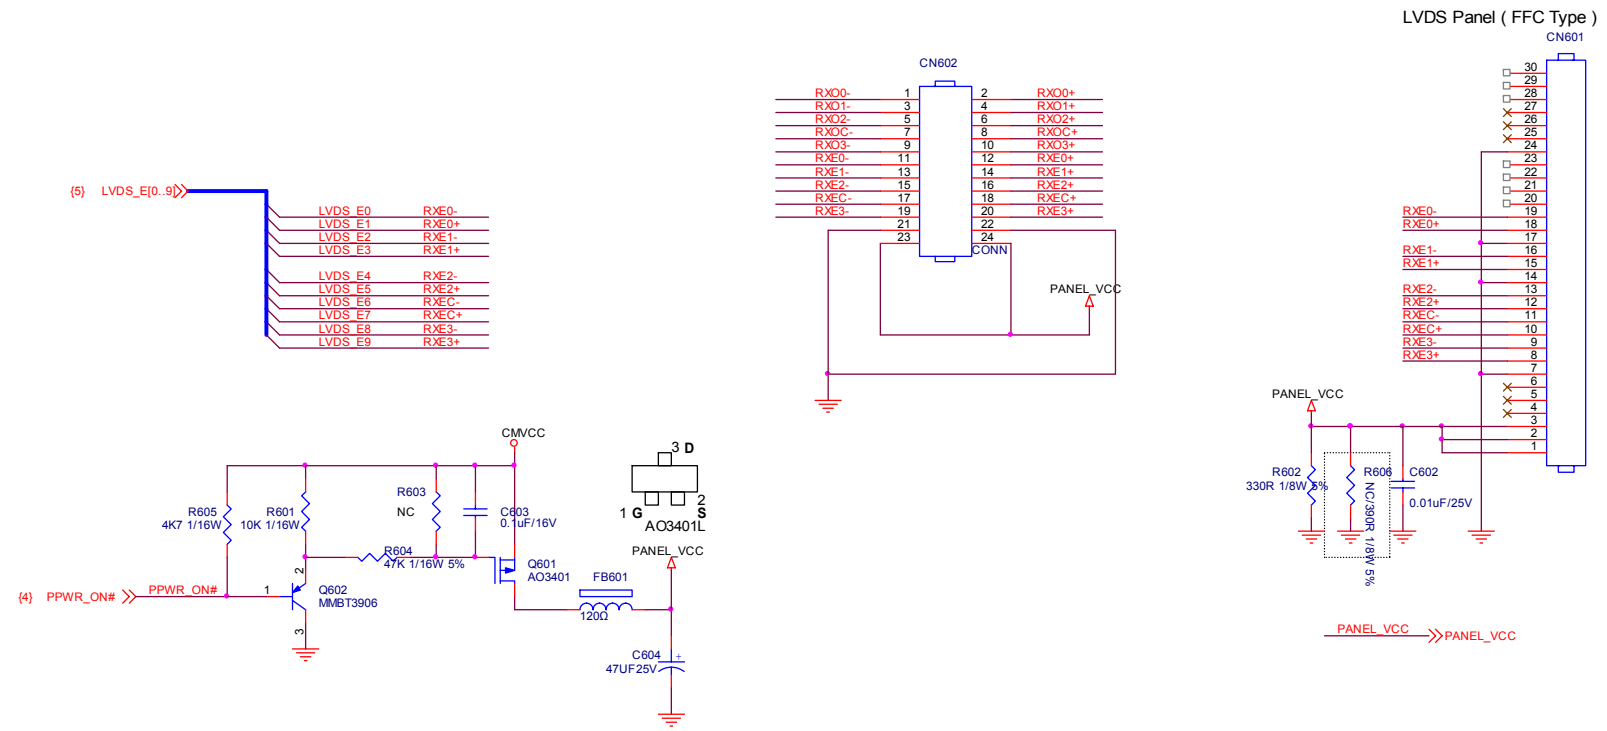 LVDS Panel ( FFC Type )
CN601
30
29
28
27
26
25
24
23
22
21
20
RXE0- 19
RXE0+ 18
17
RXE1- 16
RXE1+ 15
14
RXE2- 13
RXE2+ 12
RXEC- 11
RXEC+ 10
RXE3- 9
RXE3+ 8
7
6
5
4
3
2
1
CN602
RXO0- 1 2 RXO0+
RXO1- 3 4 RXO1+
RXO2- 5 6 RXO2+
RXOC- 7 8 RXOC+
RXO3- 9 10 RXO3+
RXE0- 11 12 RXE0+
RXE1- 13 14 RXE1+
RXE2- 15 16 RXE2+
RXEC- 17 18 RXEC+
RXE3- 19 20 RXE3+
21 22
23 24
CONN
PANEL_VCC
{5} LVDS_E[0..9]
LVDS_E0 RXE0-
LVDS_E1 RXE0+
LVDS_E2 RXE1-
LVDS_E3 RXE1+
LVDS_E4 RXE2-
LVDS_E5 RXE2+
LVDS_E6 RXEC-
LVDS_E7 RXEC+
LVDS_E8 RXE3-
LVDS_E9 RXE3+
CMVCC
R605
4K7 1/16W
R601
10K 1/16W
R603
NC
C603
0.1uF/16V
R604
47K 1/16W 5%
Q601
AO3401
3 D
2
1 G S
AO3401L
PANEL_VCC
FB601
120Ω
{4} PPWR_ON# PPWR_ON#
1
2
3
Q602
MMBT3906
C604
+
47UF25V
PANEL_VCC
R602
330R 1/8W 5%
R606
NC/390R 1/8W 5%
C602
0.01uF/25V
PANEL_VCC PANEL_VCC